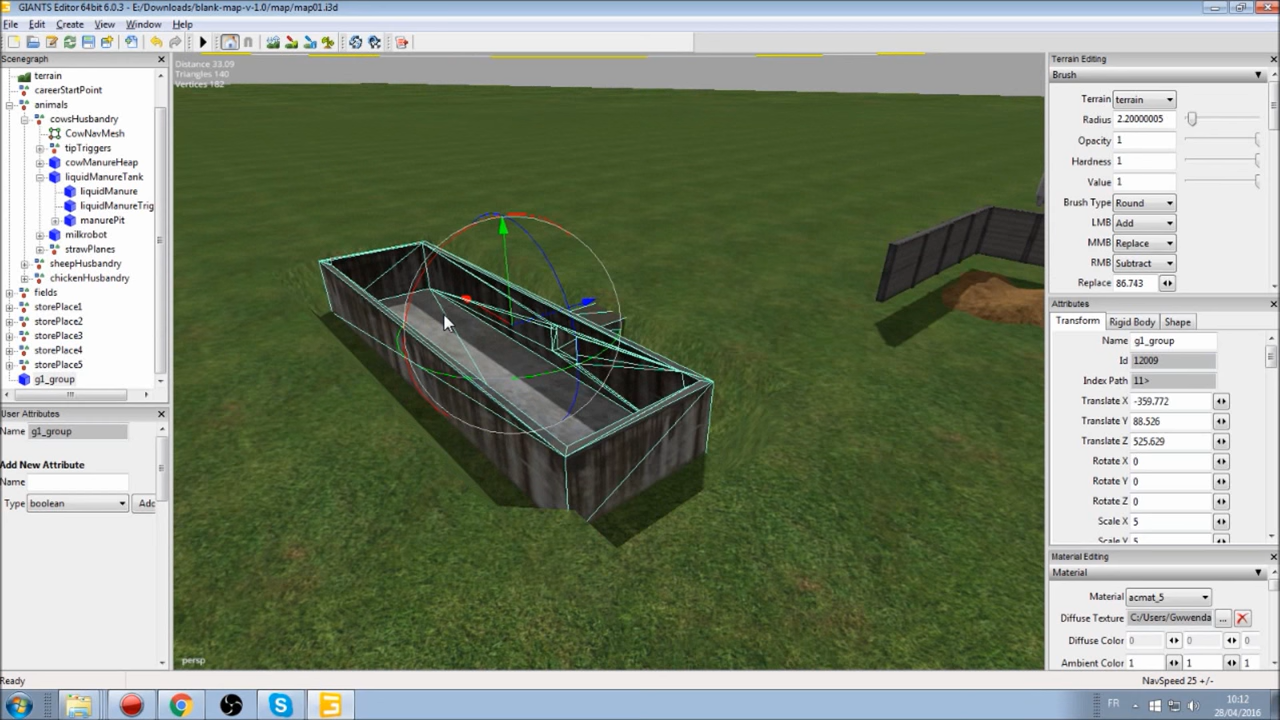 GIANTS Editor 64bit 6.0.3 - E:/Downloads/blank-map-v-1.0/map/map01.i3d
File Edit Create View Window Help
Scenegraph
terrain
careerStartPoint
animals
cowsHusbandry
CowNavMesh
tipTriggers
cowManureHeap
liquidManureTank
liquidManure
liquidManureTrig
manurePit
milkrobot
strawPlanes
sheepHusbandry
chickenHusbandry
fields
storePlace1
storePlace2
storePlace3
storePlace4
storePlace5
g1_group
User Attributes
Name g1_group
Add New Attribute
Name
Type boolean Add
Distance 33.09
Triangles 140
Vertices 182
persp
Terrain Editing
Brush
Terrain terrain
Radius 2.20000005
Opacity 1
Hardness 1
Value 1
Brush Type Round
LMB Add
MMB Replace
RMB Subtract
Replace 86.743
Attributes
Transform Rigid Body Shape
Name g1_group
Id 12009
Index Path 11>
Translate X -359.772
Translate Y 88.526
Translate Z 525.629
Rotate X 0
Rotate Y 0
Rotate Z 0
Scale X 5
Scale Y 5
Material Editing
Material
Material acmat_5
Diffuse Texture C:/Users/Gwwenda ...
Diffuse Color 0 0 0
Ambient Color 1 1 1
Ready
NavSpeed 25 +/-
FR
10:12
28/04/2016